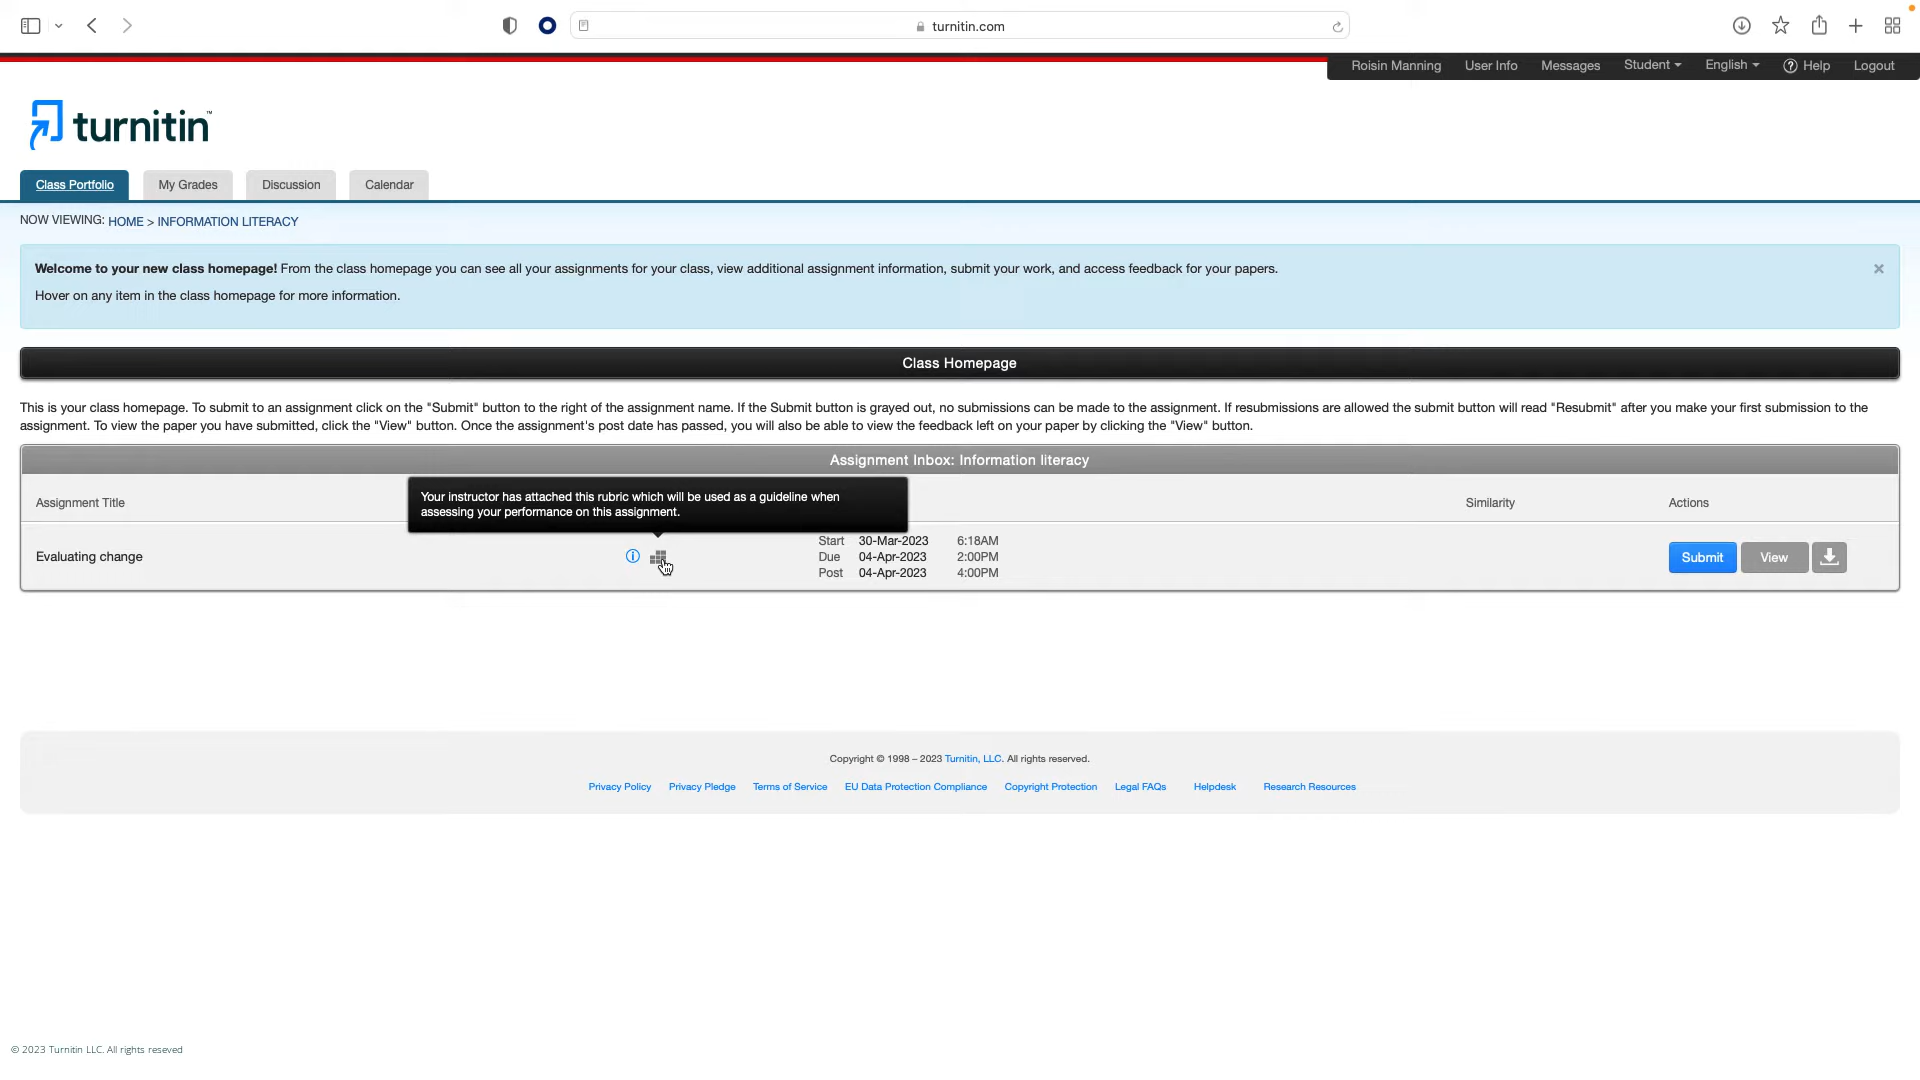 turnitin.com
Roisin Manning User Info Messages Student English Help Logout
turnitin™
Class Portfolio My Grades Discussion Calendar
NOW VIEWING: HOME > INFORMATION LITERACY
Welcome to your new class homepage! From the class homepage you can see all your assignments for your class, view additional assignment information, submit your work, and access feedback for your papers.
Hover on any item in the class homepage for more information.
Class Homepage
This is your class homepage. To submit to an assignment click on the "Submit" button to the right of the assignment name. If the Submit button is grayed out, no submissions can be made to the assignment. If resubmissions are allowed the submit button will read "Resubmit" after you make your first submission to the
assignment. To view the paper you have submitted, click the "View" button. Once the assignment's post date has passed, you will also be able to view the feedback left on your paper by clicking the "View" button.
Assignment Inbox: Information literacy
Assignment Title Similarity Actions
Your instructor has attached this rubric which will be used as a guideline when
assessing your performance on this assignment.
Start 30-Mar-2023 6:18AM
Evaluating change Due 04-Apr-2023 2:00PM Submit View
Post 04-Apr-2023 4:00PM
Copyright © 1998 – 2023 Turnitin, LLC. All rights reserved.
Privacy Policy Privacy Pledge Terms of Service EU Data Protection Compliance Copyright Protection Legal FAQs Helpdesk Research Resources
© 2023 Turnitin LLC. All rights reseved